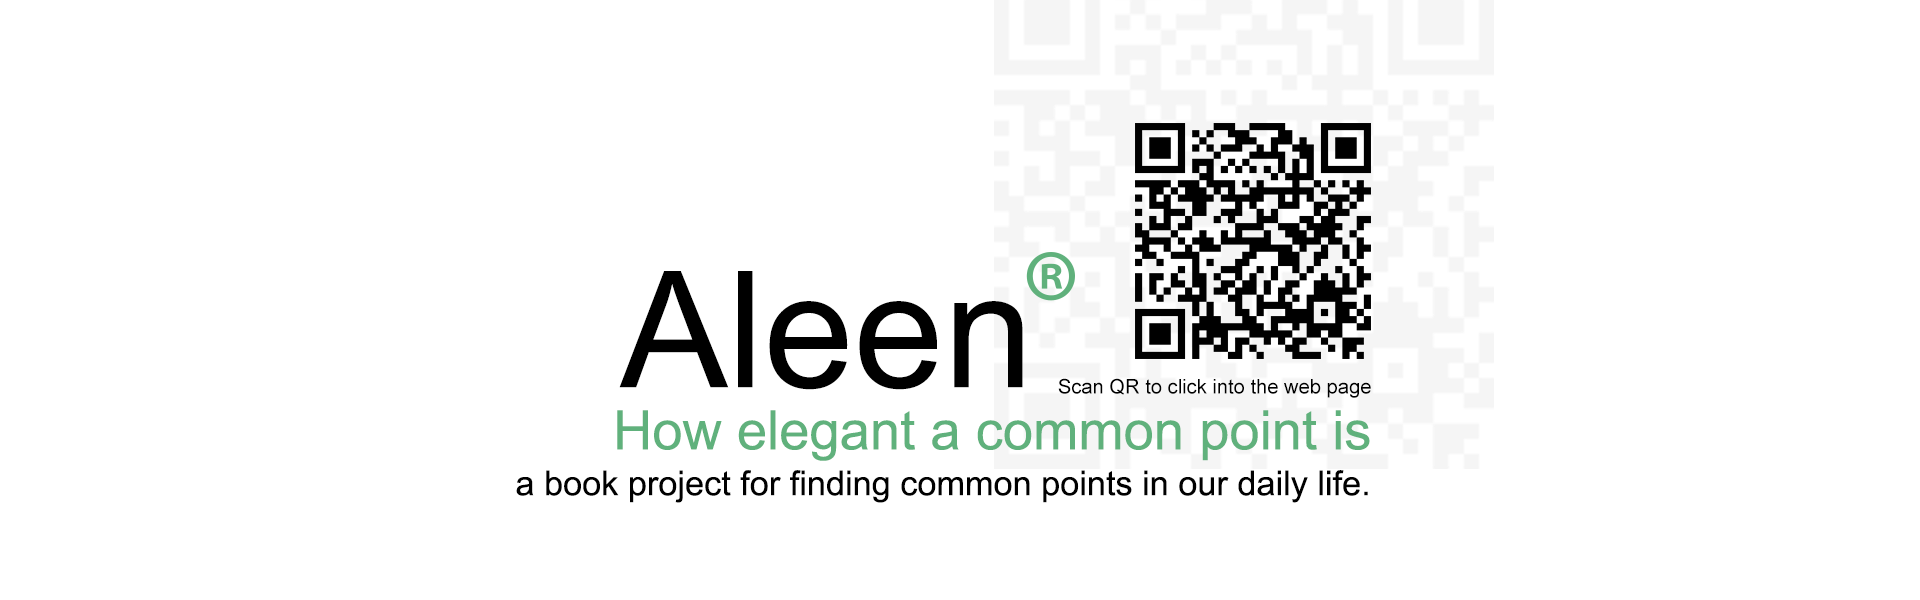 Aleen®
Scan QR to click into the web page
How elegant a common point is
a book project for finding common points in our daily life.